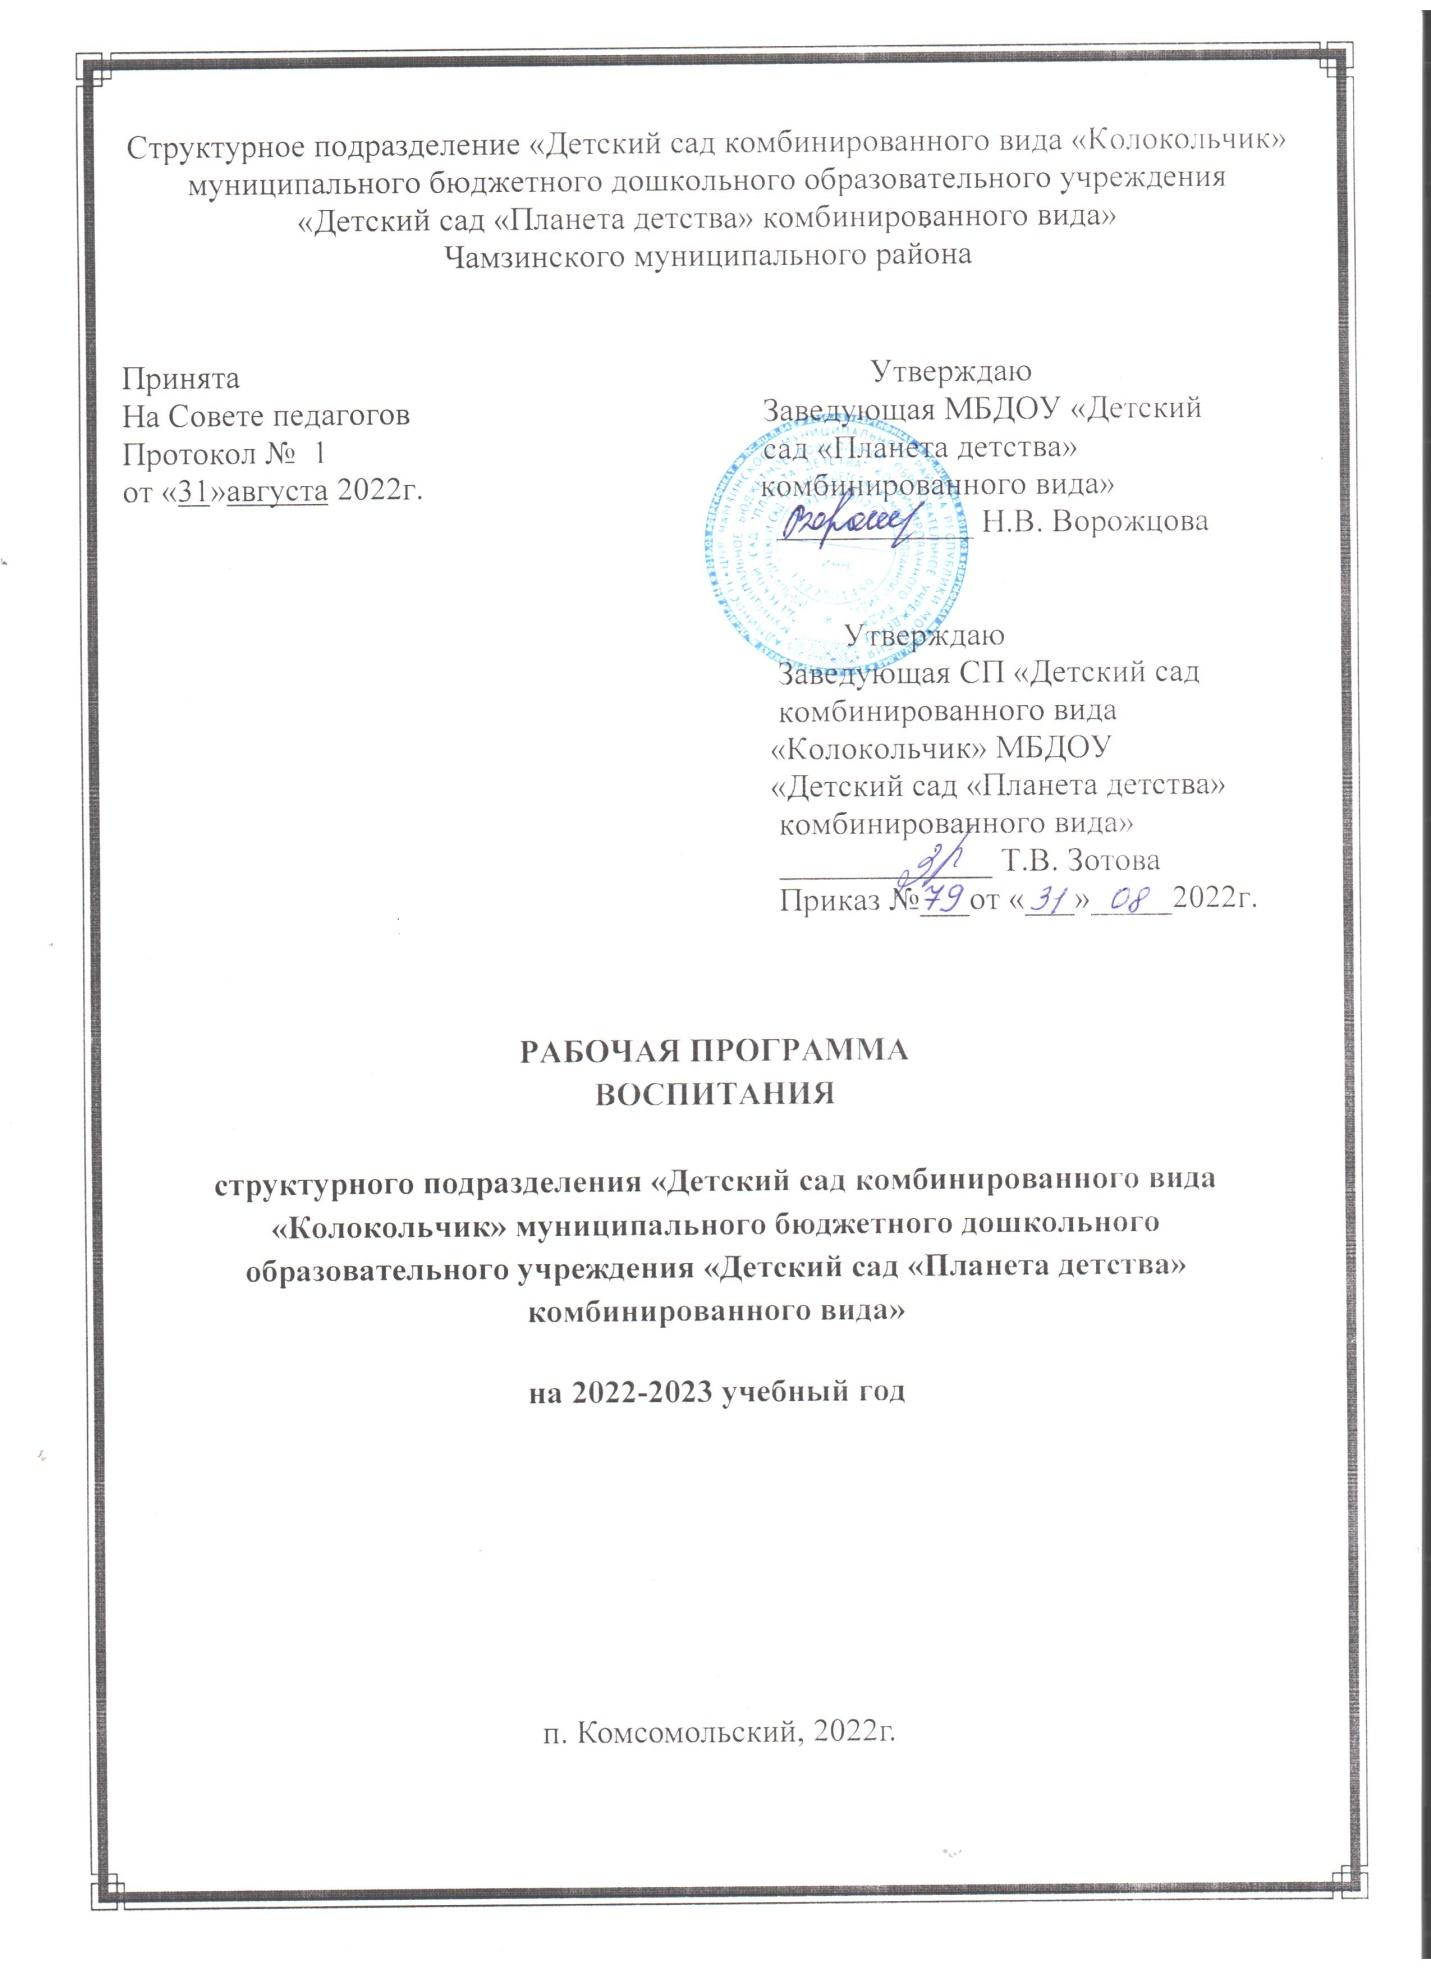 Структурное подразделение «Детский сад комбинированного вида «Колокольчик»
муниципального бюджетного дошкольного образовательного учреждения
«Детский сад «Планета детства» комбинированного вида»
Чамзинского муниципального района
Принята
На Совете педагогов
Протокол № 1
от «31»августа 2022г.
Утверждаю
Заведующая МБДОУ «Детский
сад «Планета детства»
комбинированного вида»
Н.В. Ворожцова
Утверждаю
Заведующая СП «Детский сад
комбинированного вида
«Колокольчик» МБДОУ
«Детский сад «Планета детства»
комбинированного вида»
Т.В. Зотова
Приказ №79от «31» 08 2022г.
РАБОЧАЯ ПРОГРАММА
ВОСПИТАНИЯ
структурного подразделения «Детский сад комбинированного вида
«Колокольчик» муниципального бюджетного дошкольного
образовательного учреждения «Детский сад «Планета детства»
комбинированного вида»
на 2022-2023 учебный год
п. Комсомольский, 2022г.